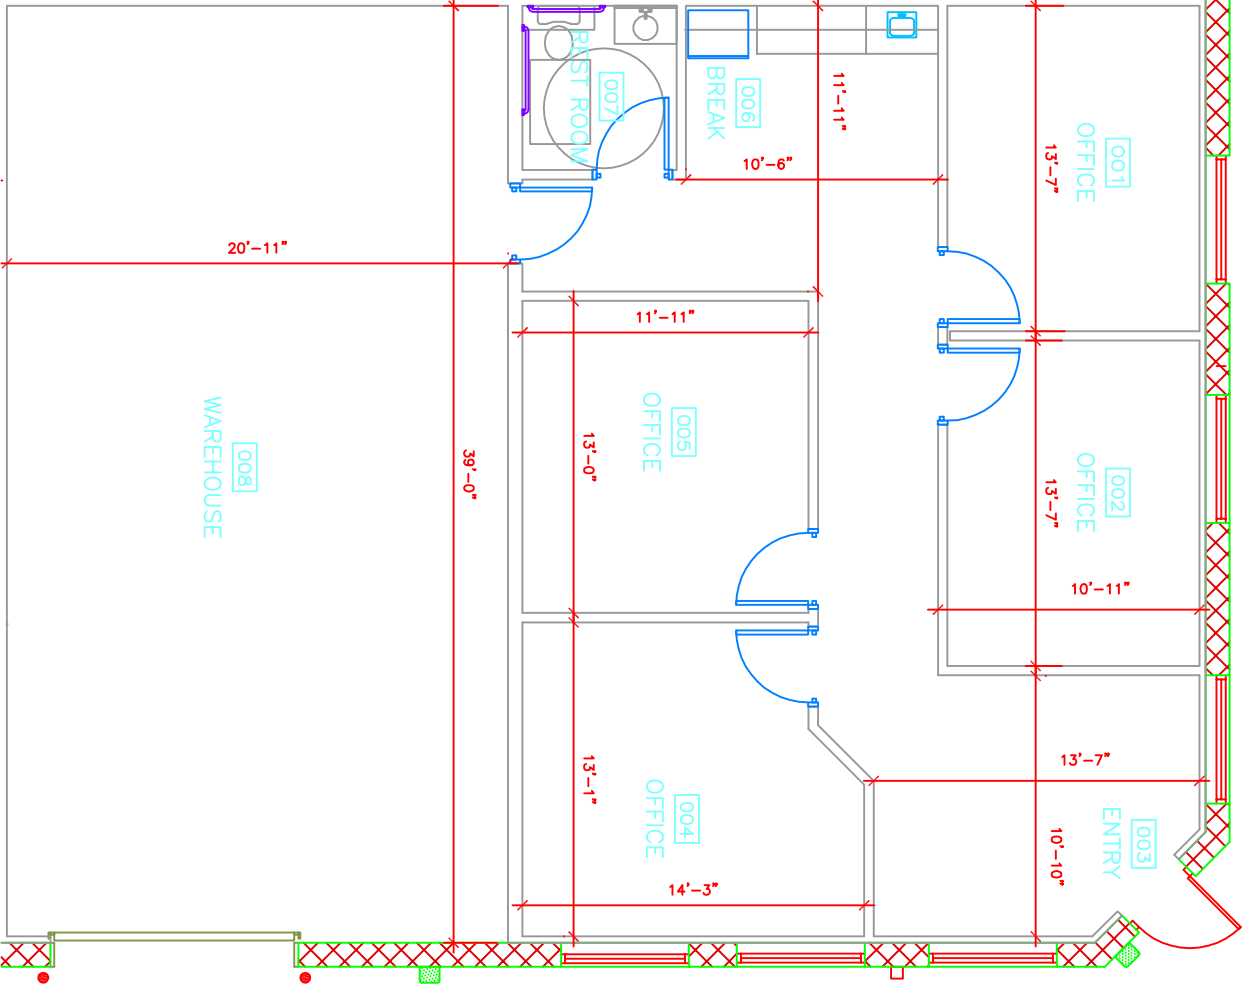 REST ROOM
007
BREAK
006
11'-11"
10'-6"
OFFICE
001
13'-7"
20'-11"
11'-11"
OFFICE
005
13'-0"
WAREHOUSE
008
39'-0"
OFFICE
002
13'-7"
10'-11"
13'-7"
OFFICE
004
13'-1"
14'-3"
ENTRY
003
10'-10"